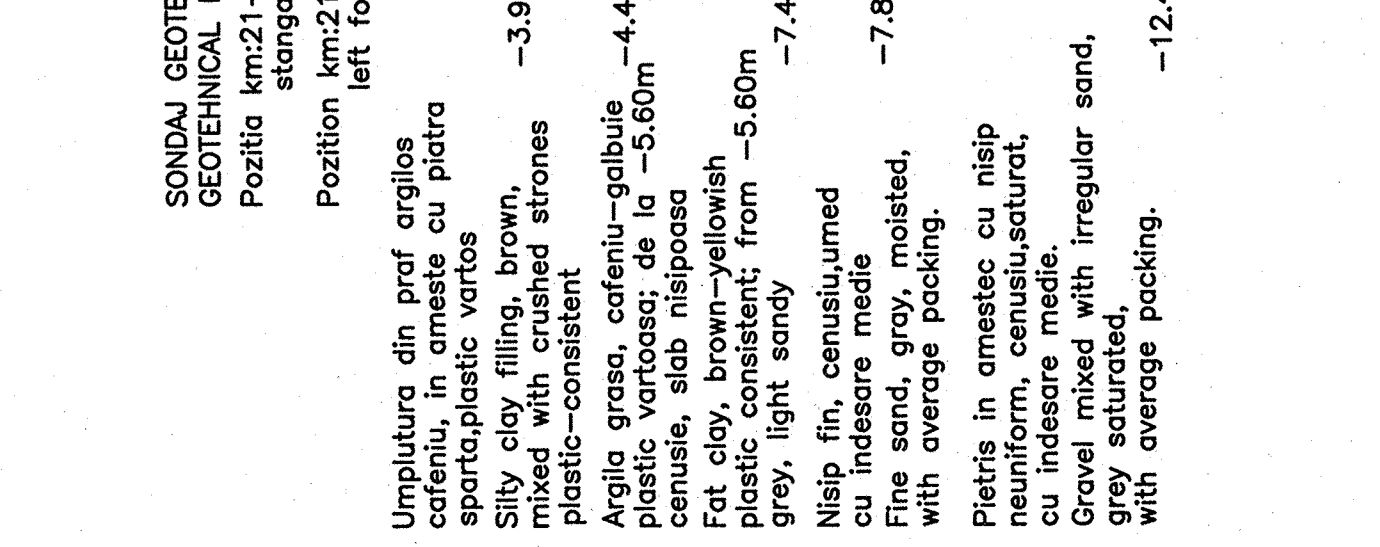 SONDAJ GEOTE
GEOTEHNICAL
Pozitia km:21-
stanga
Pozition km:21
left fo
Umplutura din praf argilos
cafeniu, in ameste cu piatra
sparta,plastic vartos
Silty clay filling, brown, -3.9
mixed with crushed strones
plastic-consistent
Argila grasa, cafeniu-galbuie -4.4
plastic vartoasa; de la -5.60m
cenusie, slab nisipoasa
Fat clay, brown-yellowish
plastic consistent; from -5.60m
grey, light sandy -7.4
Nisip fin, cenusiu,umed
cu indesare medie -7.8
Fine sand, gray, moisted,
with average packing.
Pietris in amestec cu nisip
neuniform, cenusiu,saturat,
cu indesare medie.
Gravel mixed with irregular sand,
grey saturated,
with average packing. -12.4